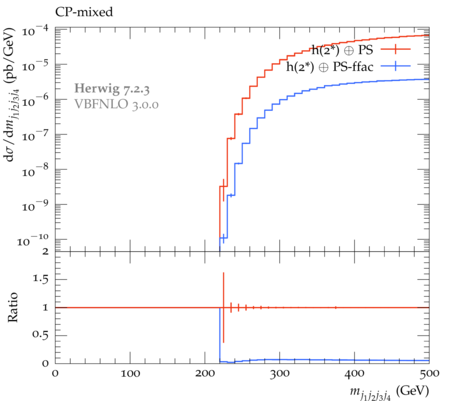 CP-mixed
h(2*) ⊕ PS
h(2*) ⊕ PS-ffac
Herwig 7.2.3
VBFNLO 3.0.0
dσ/dm_{j₁j₂j₃j₄} (pb/GeV)
10⁻⁴
10⁻⁵
10⁻⁶
10⁻⁷
10⁻⁸
10⁻⁹
10⁻¹⁰
Ratio
2
1.5
1
0.5
0
0 100 200 300 400 500
m_{j₁j₂j₃j₄} (GeV)